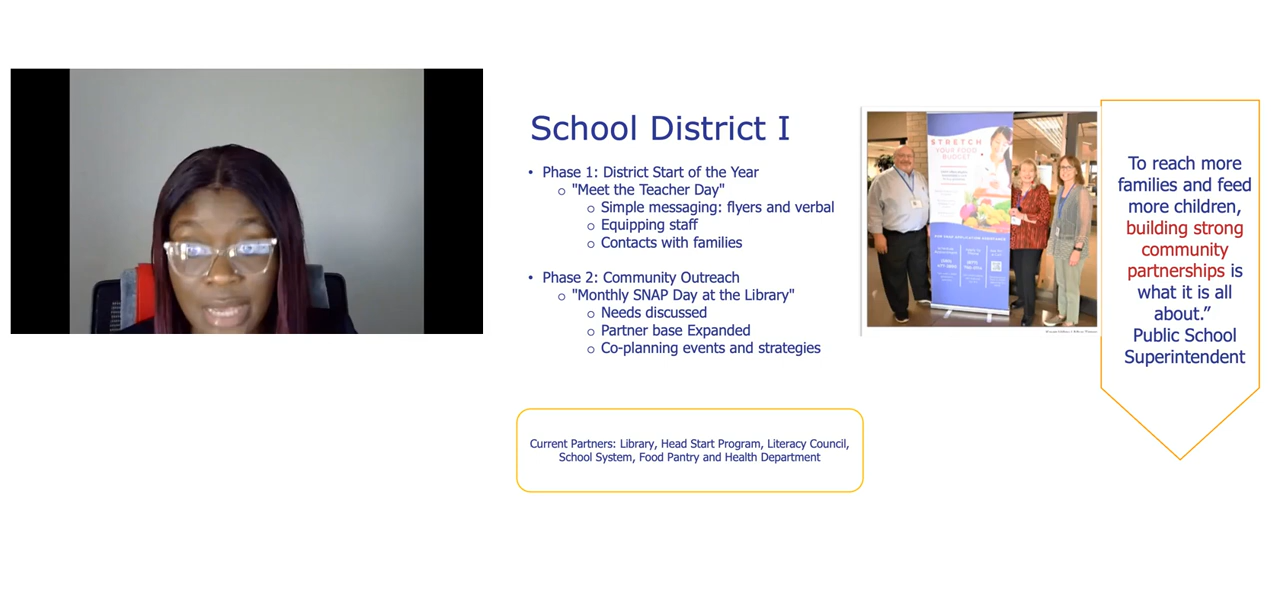 School District I
• Phase 1: District Start of the Year
o "Meet the Teacher Day"
o Simple messaging: flyers and verbal
o Equipping staff
o Contacts with families
• Phase 2: Community Outreach
o "Monthly SNAP Day at the Library"
o Needs discussed
o Partner base Expanded
o Co-planning events and strategies
Current Partners: Library, Head Start Program, Literacy Council,
School System, Food Pantry and Health Department
STRETCH
YOUR FOOD
BUDGET
To reach more
families and feed
more children,
building strong
community
partnerships is
what it is all
about.”
Public School
Superintendent